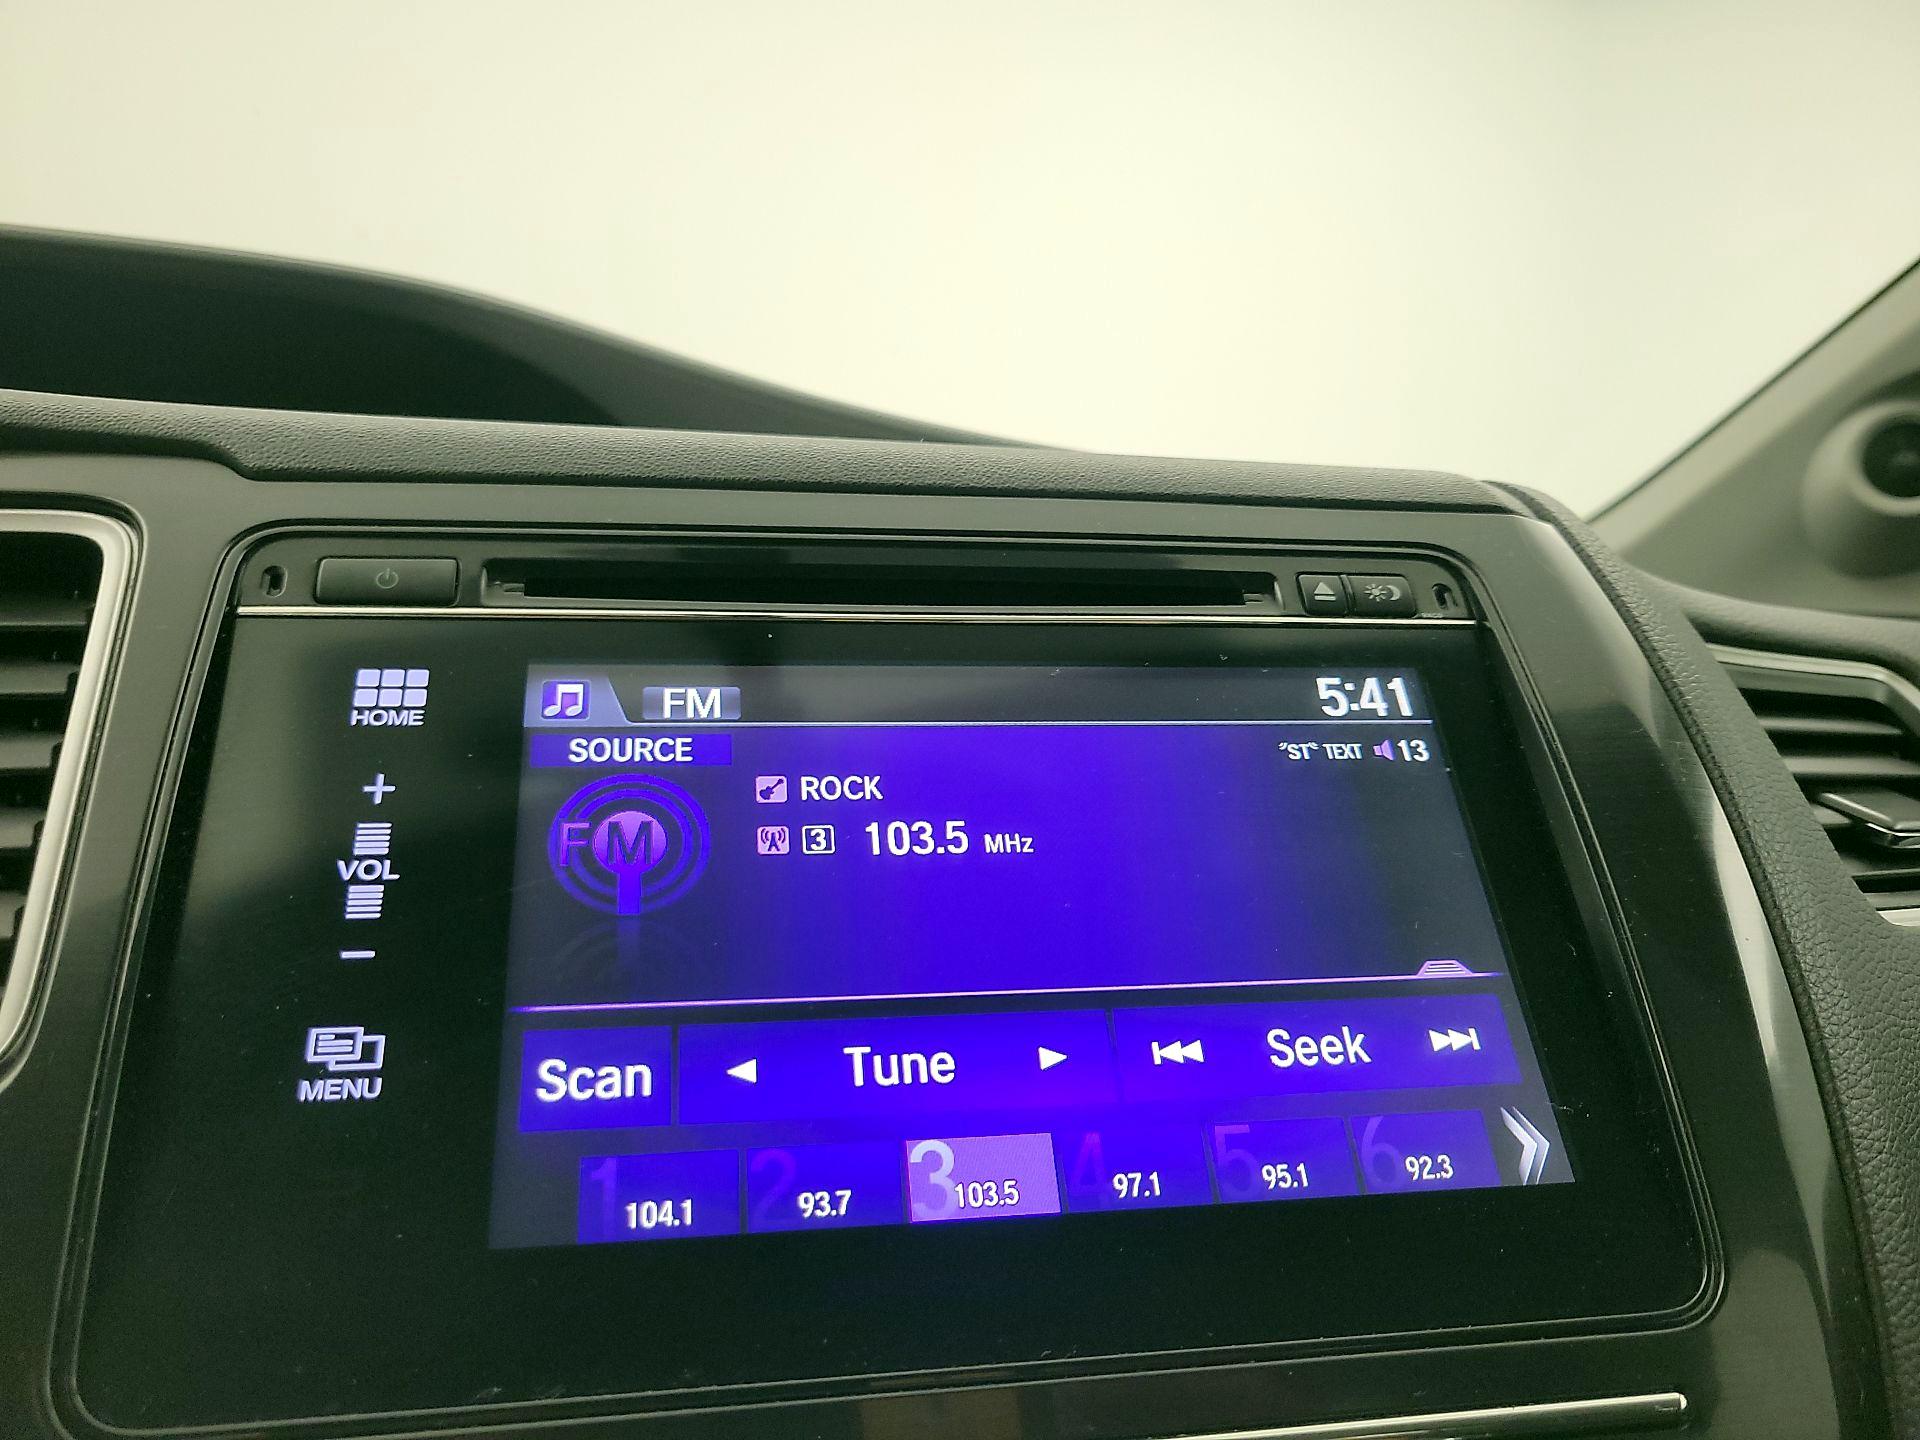 FM
5:41
HOME
SOURCE
"ST" TEXT 13
ROCK
FM
3 103.5 MHz
+
VOL
−
Scan
Tune
Seek
MENU
1 104.1
2 93.7
3 103.5
4 97.1
5 95.1
6 92.3